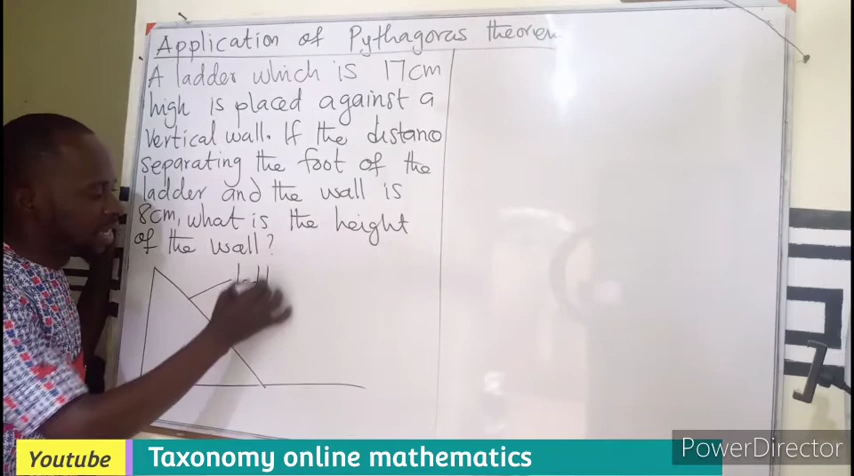 Application of Pythagoras theorem
A ladder which is 17cm
high is placed against a
vertical wall. If the distanc
separating the foot of the
ladder and the wall is
8cm, what is the height
of the wall?
Youtube
Taxonomy online mathematics
PowerDirector